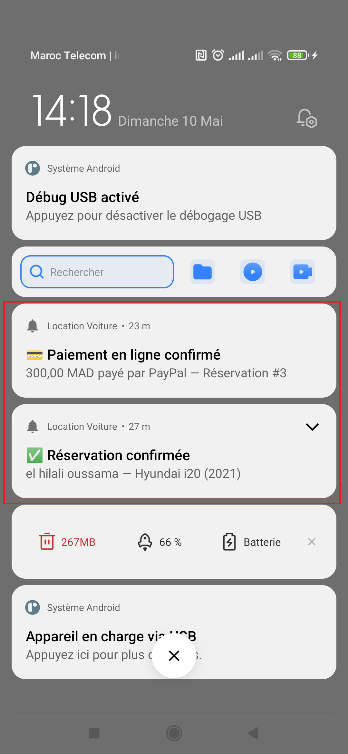 Maroc Telecom |
88
14:18 Dimanche 10 Mai
Système Android
Débug USB activé
Appuyez pour désactiver le débogage USB
Rechercher
Location Voiture • 23 m
💳 Paiement en ligne confirmé
300,00 MAD payé par PayPal — Réservation #3
Location Voiture • 27 m
✅ Réservation confirmée
el hilali oussama — Hyundai i20 (2021)
267MB
66 %
Batterie
Système Android
Appareil en charge via USB
Appuyez ici pour plus